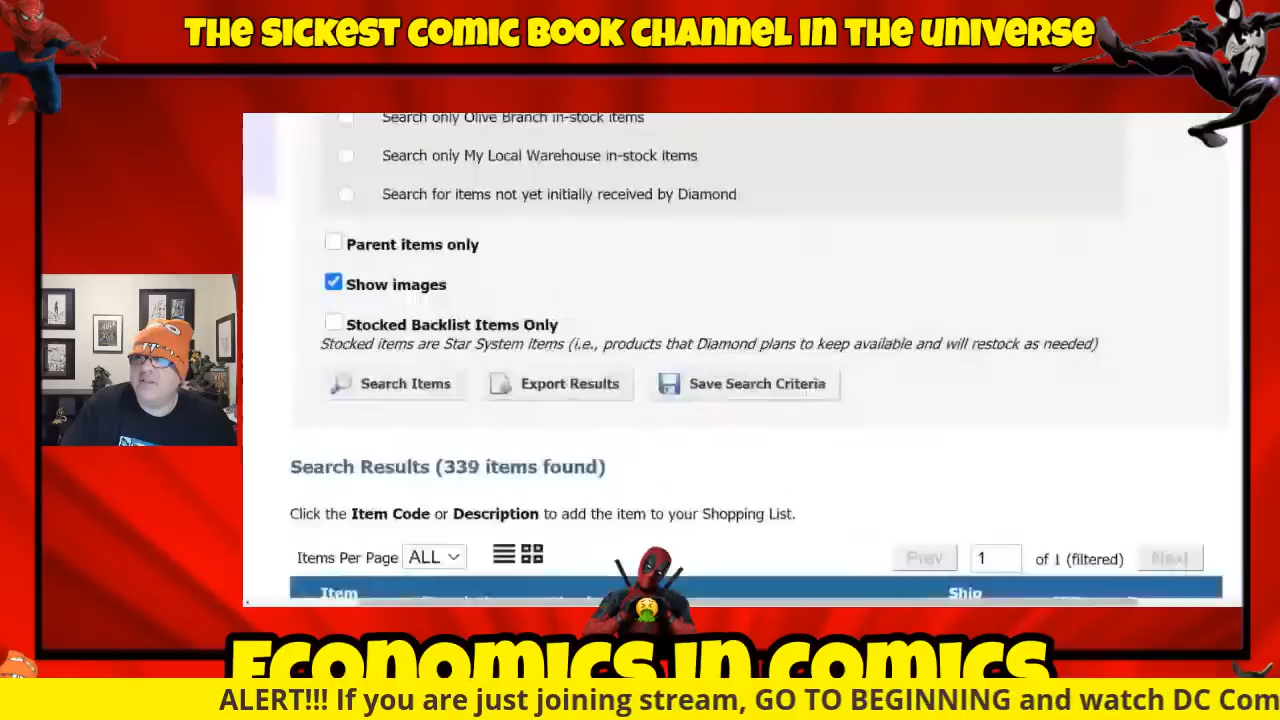 THE SICKEST COMIC BOOK CHANNEL IN THE UNIVERSE
Search only Olive Branch in-stock items
Search only My Local Warehouse in-stock items
Search for items not yet initially received by Diamond
Parent items only
Show images
Stocked Backlist Items Only
Stocked items are Star System items (i.e., products that Diamond plans to keep available and will restock as needed)
Search Items Export Results Save Search Criteria
Search Results (339 items found)
Click the Item Code or Description to add the item to your Shopping List.
Items Per Page ALL Prev 1 of 1 (filtered) Next
Item Ship
ECONOMICS IN COMICS
ALERT!!! If you are just joining stream, GO TO BEGINNING and watch DC Com